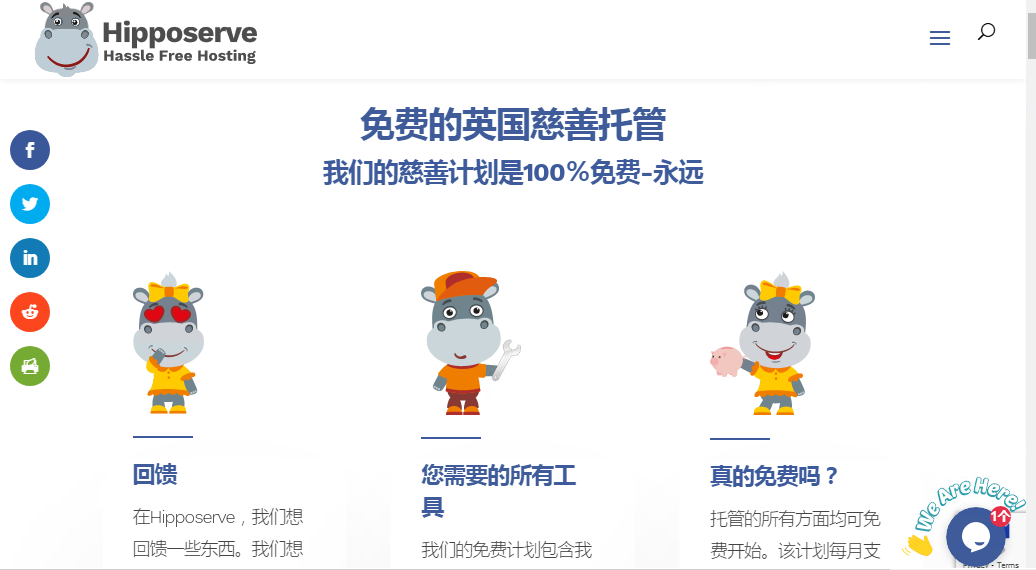 Hipposerve
Hassle Free Hosting
免费的英国慈善托管
我们的慈善计划是100%免费-永远
回馈
在Hipposerve，我们想
回馈一些东西。我们想
您需要的所有工
具
我们的免费计划包含我
真的免费吗？
托管的所有方面均可免
费开始。该计划每月支
We Are Here!
1个
Terms